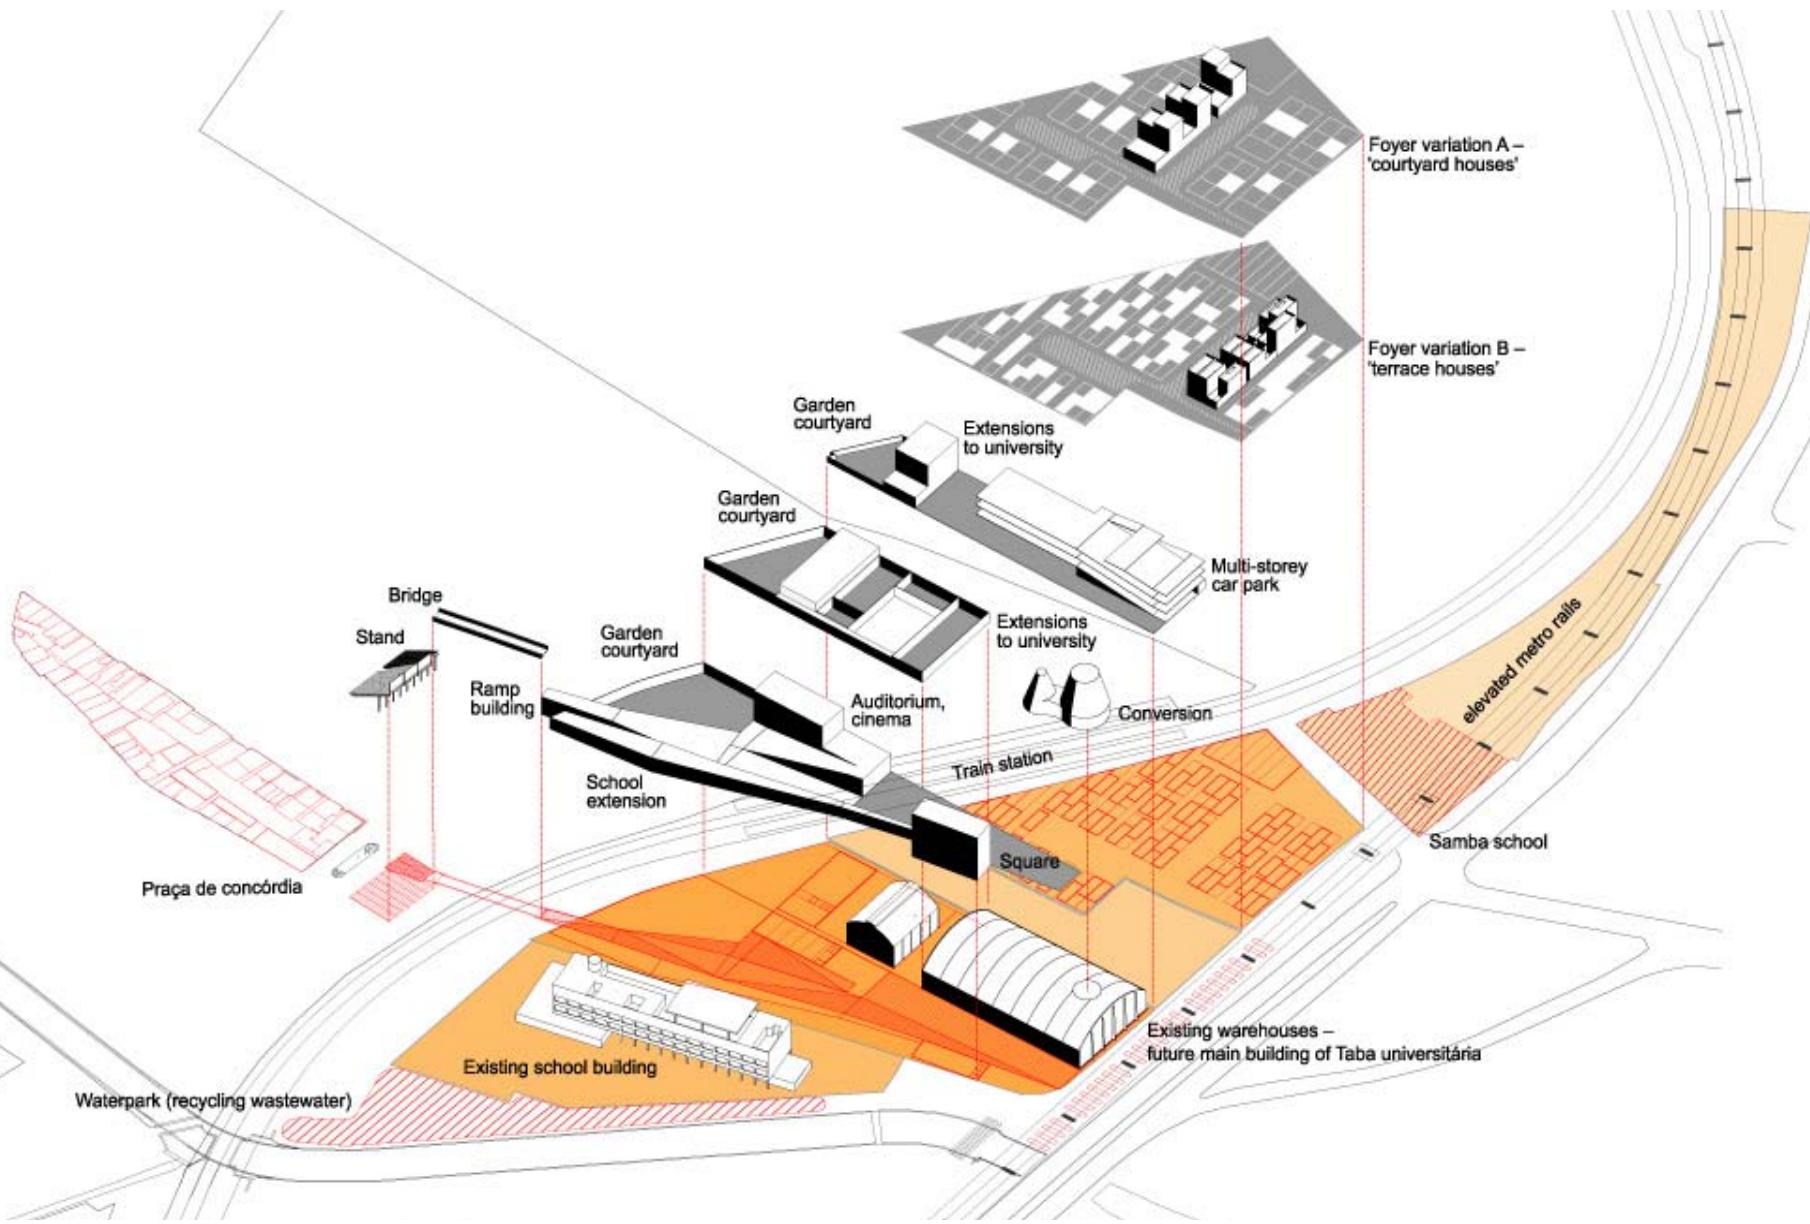 Foyer variation A –
'courtyard houses'
Foyer variation B –
'terrace houses'
Garden
courtyard
Extensions
to university
Garden
courtyard
Multi-storey
car park
Bridge
Stand
Garden
courtyard
Extensions
to university
elevated metro rails
Ramp
building
Auditorium,
cinema
Conversion
Train station
School
extension
Samba school
Square
Praça de concórdia
Existing warehouses –
future main building of Taba universitária
Existing school building
Waterpark (recycling wastewater)